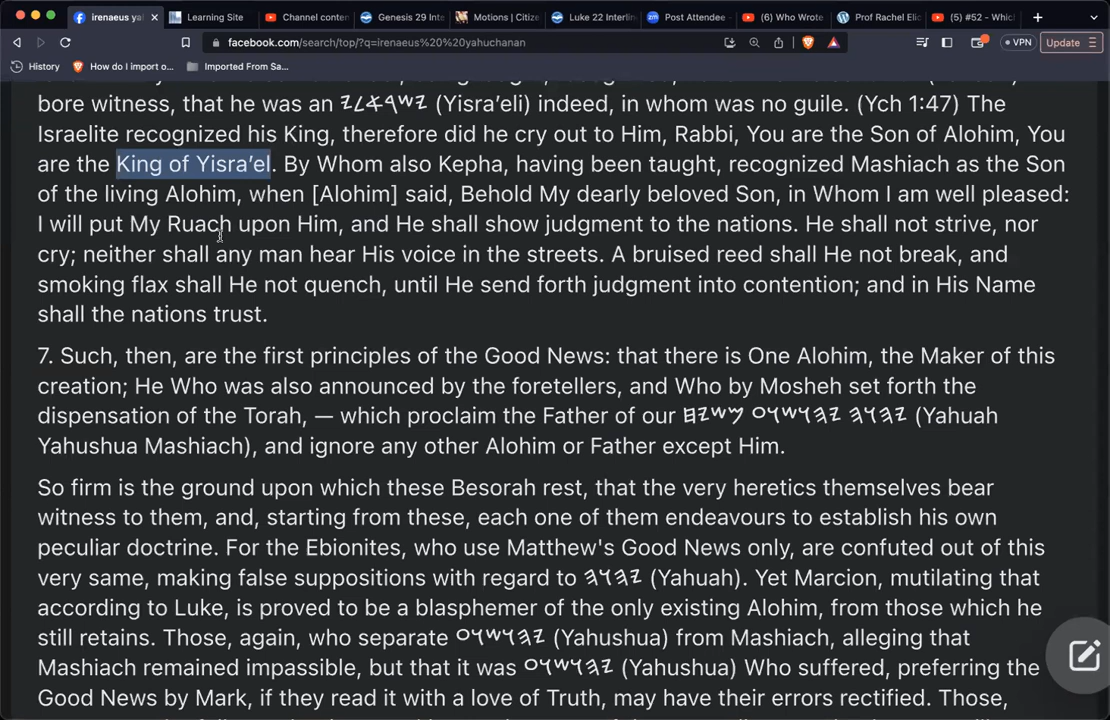 irenaeus ya
Learning Site
Channel conten
Genesis 29 Inte
Motions | Citize
Luke 22 Interlin
Post Attendee -
(6) Who Wrote
Prof Rachel Elio
(5) #52 - Which
facebook.com/search/top/?q=irenaeus%20%20yahuchanan
VPN
Update
History
How do I import o...
Imported From Sa...
bore witness, that he was an 𐤉𐤋𐤀𐤓𐤔𐤉 (Yisra’eli) indeed, in whom was no guile. (Ych 1:47) The
Israelite recognized his King, therefore did he cry out to Him, Rabbi, You are the Son of Alohim, You
are the King of Yisra’el. By Whom also Kepha, having been taught, recognized Mashiach as the Son
of the living Alohim, when [Alohim] said, Behold My dearly beloved Son, in Whom I am well pleased:
I will put My Ruach upon Him, and He shall show judgment to the nations. He shall not strive, nor
cry; neither shall any man hear His voice in the streets. A bruised reed shall He not break, and
smoking flax shall He not quench, until He send forth judgment into contention; and in His Name
shall the nations trust.
7. Such, then, are the first principles of the Good News: that there is One Alohim, the Maker of this
creation; He Who was also announced by the foretellers, and Who by Mosheh set forth the
dispensation of the Torah, — which proclaim the Father of our 𐤇𐤉𐤔𐤌 𐤏𐤅𐤔𐤅𐤄𐤉 𐤄𐤅𐤄𐤉 (Yahuah
Yahushua Mashiach), and ignore any other Alohim or Father except Him.
So firm is the ground upon which these Besorah rest, that the very heretics themselves bear
witness to them, and, starting from these, each one of them endeavours to establish his own
peculiar doctrine. For the Ebionites, who use Matthew's Good News only, are confuted out of this
very same, making false suppositions with regard to 𐤄𐤅𐤄𐤉 (Yahuah). Yet Marcion, mutilating that
according to Luke, is proved to be a blasphemer of the only existing Alohim, from those which he
still retains. Those, again, who separate 𐤏𐤅𐤔𐤅𐤄𐤉 (Yahushua) from Mashiach, alleging that
Mashiach remained impassible, but that it was 𐤏𐤅𐤔𐤅𐤄𐤉 (Yahushua) Who suffered, preferring the
Good News by Mark, if they read it with a love of Truth, may have their errors rectified. Those,